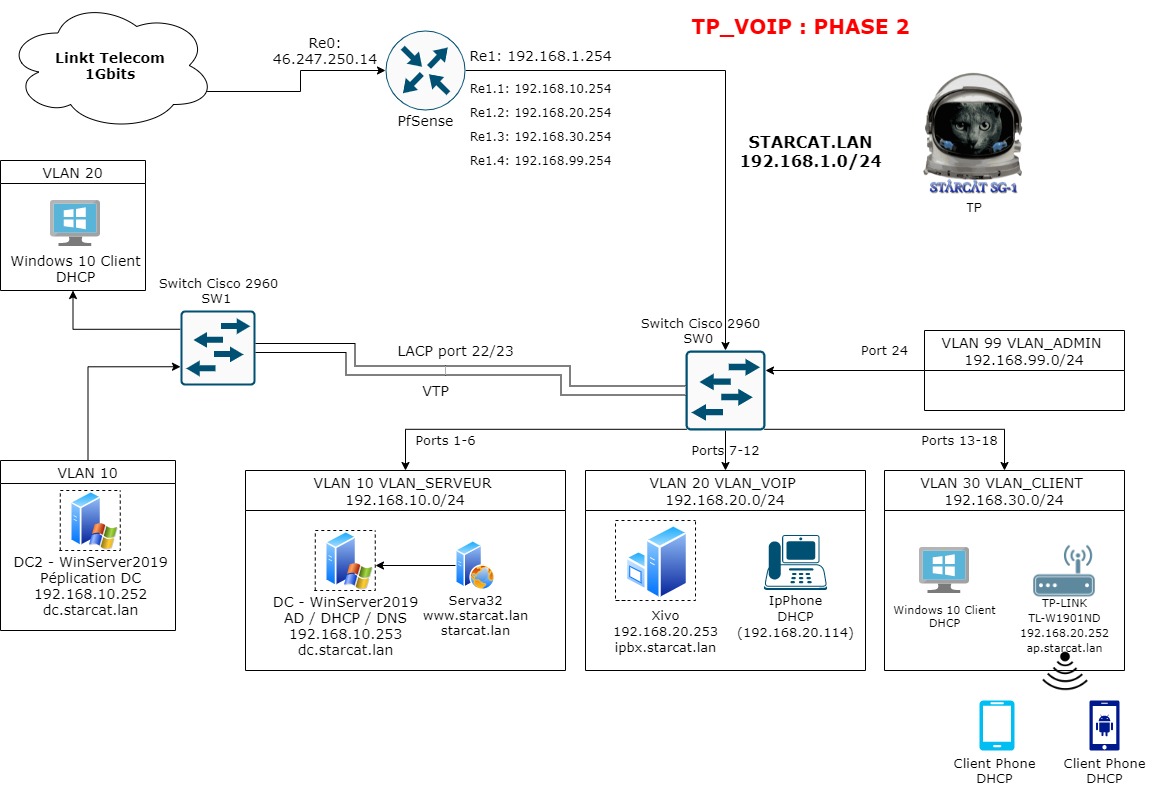 TP_VOIP : PHASE 2
Linkt Telecom
1Gbits
Re0:
46.247.250.14
PfSense
Re1: 192.168.1.254
Re1.1: 192.168.10.254
Re1.2: 192.168.20.254
Re1.3: 192.168.30.254
Re1.4: 192.168.99.254
STARCAT.LAN
192.168.1.0/24
STÂRCÂT SG-1
TP
VLAN 20
Windows 10 Client
DHCP
Switch Cisco 2960
SW1
LACP port 22/23
VTP
Switch Cisco 2960
SW0
Port 24
VLAN 99 VLAN_ADMIN
192.168.99.0/24
Ports 1-6
Ports 7-12
Ports 13-18
VLAN 10
DC2 - WinServer2019
Péplication DC
192.168.10.252
dc.starcat.lan
VLAN 10 VLAN_SERVEUR
192.168.10.0/24
DC - WinServer2019
AD / DHCP / DNS
192.168.10.253
dc.starcat.lan
Serva32
www.starcat.lan
starcat.lan
VLAN 20 VLAN_VOIP
192.168.20.0/24
Xivo
192.168.20.253
ipbx.starcat.lan
IpPhone
DHCP
(192.168.20.114)
VLAN 30 VLAN_CLIENT
192.168.30.0/24
Windows 10 Client
DHCP
TP-LINK
TL-W1901ND
192.168.20.252
ap.starcat.lan
Client Phone
DHCP
Client Phone
DHCP